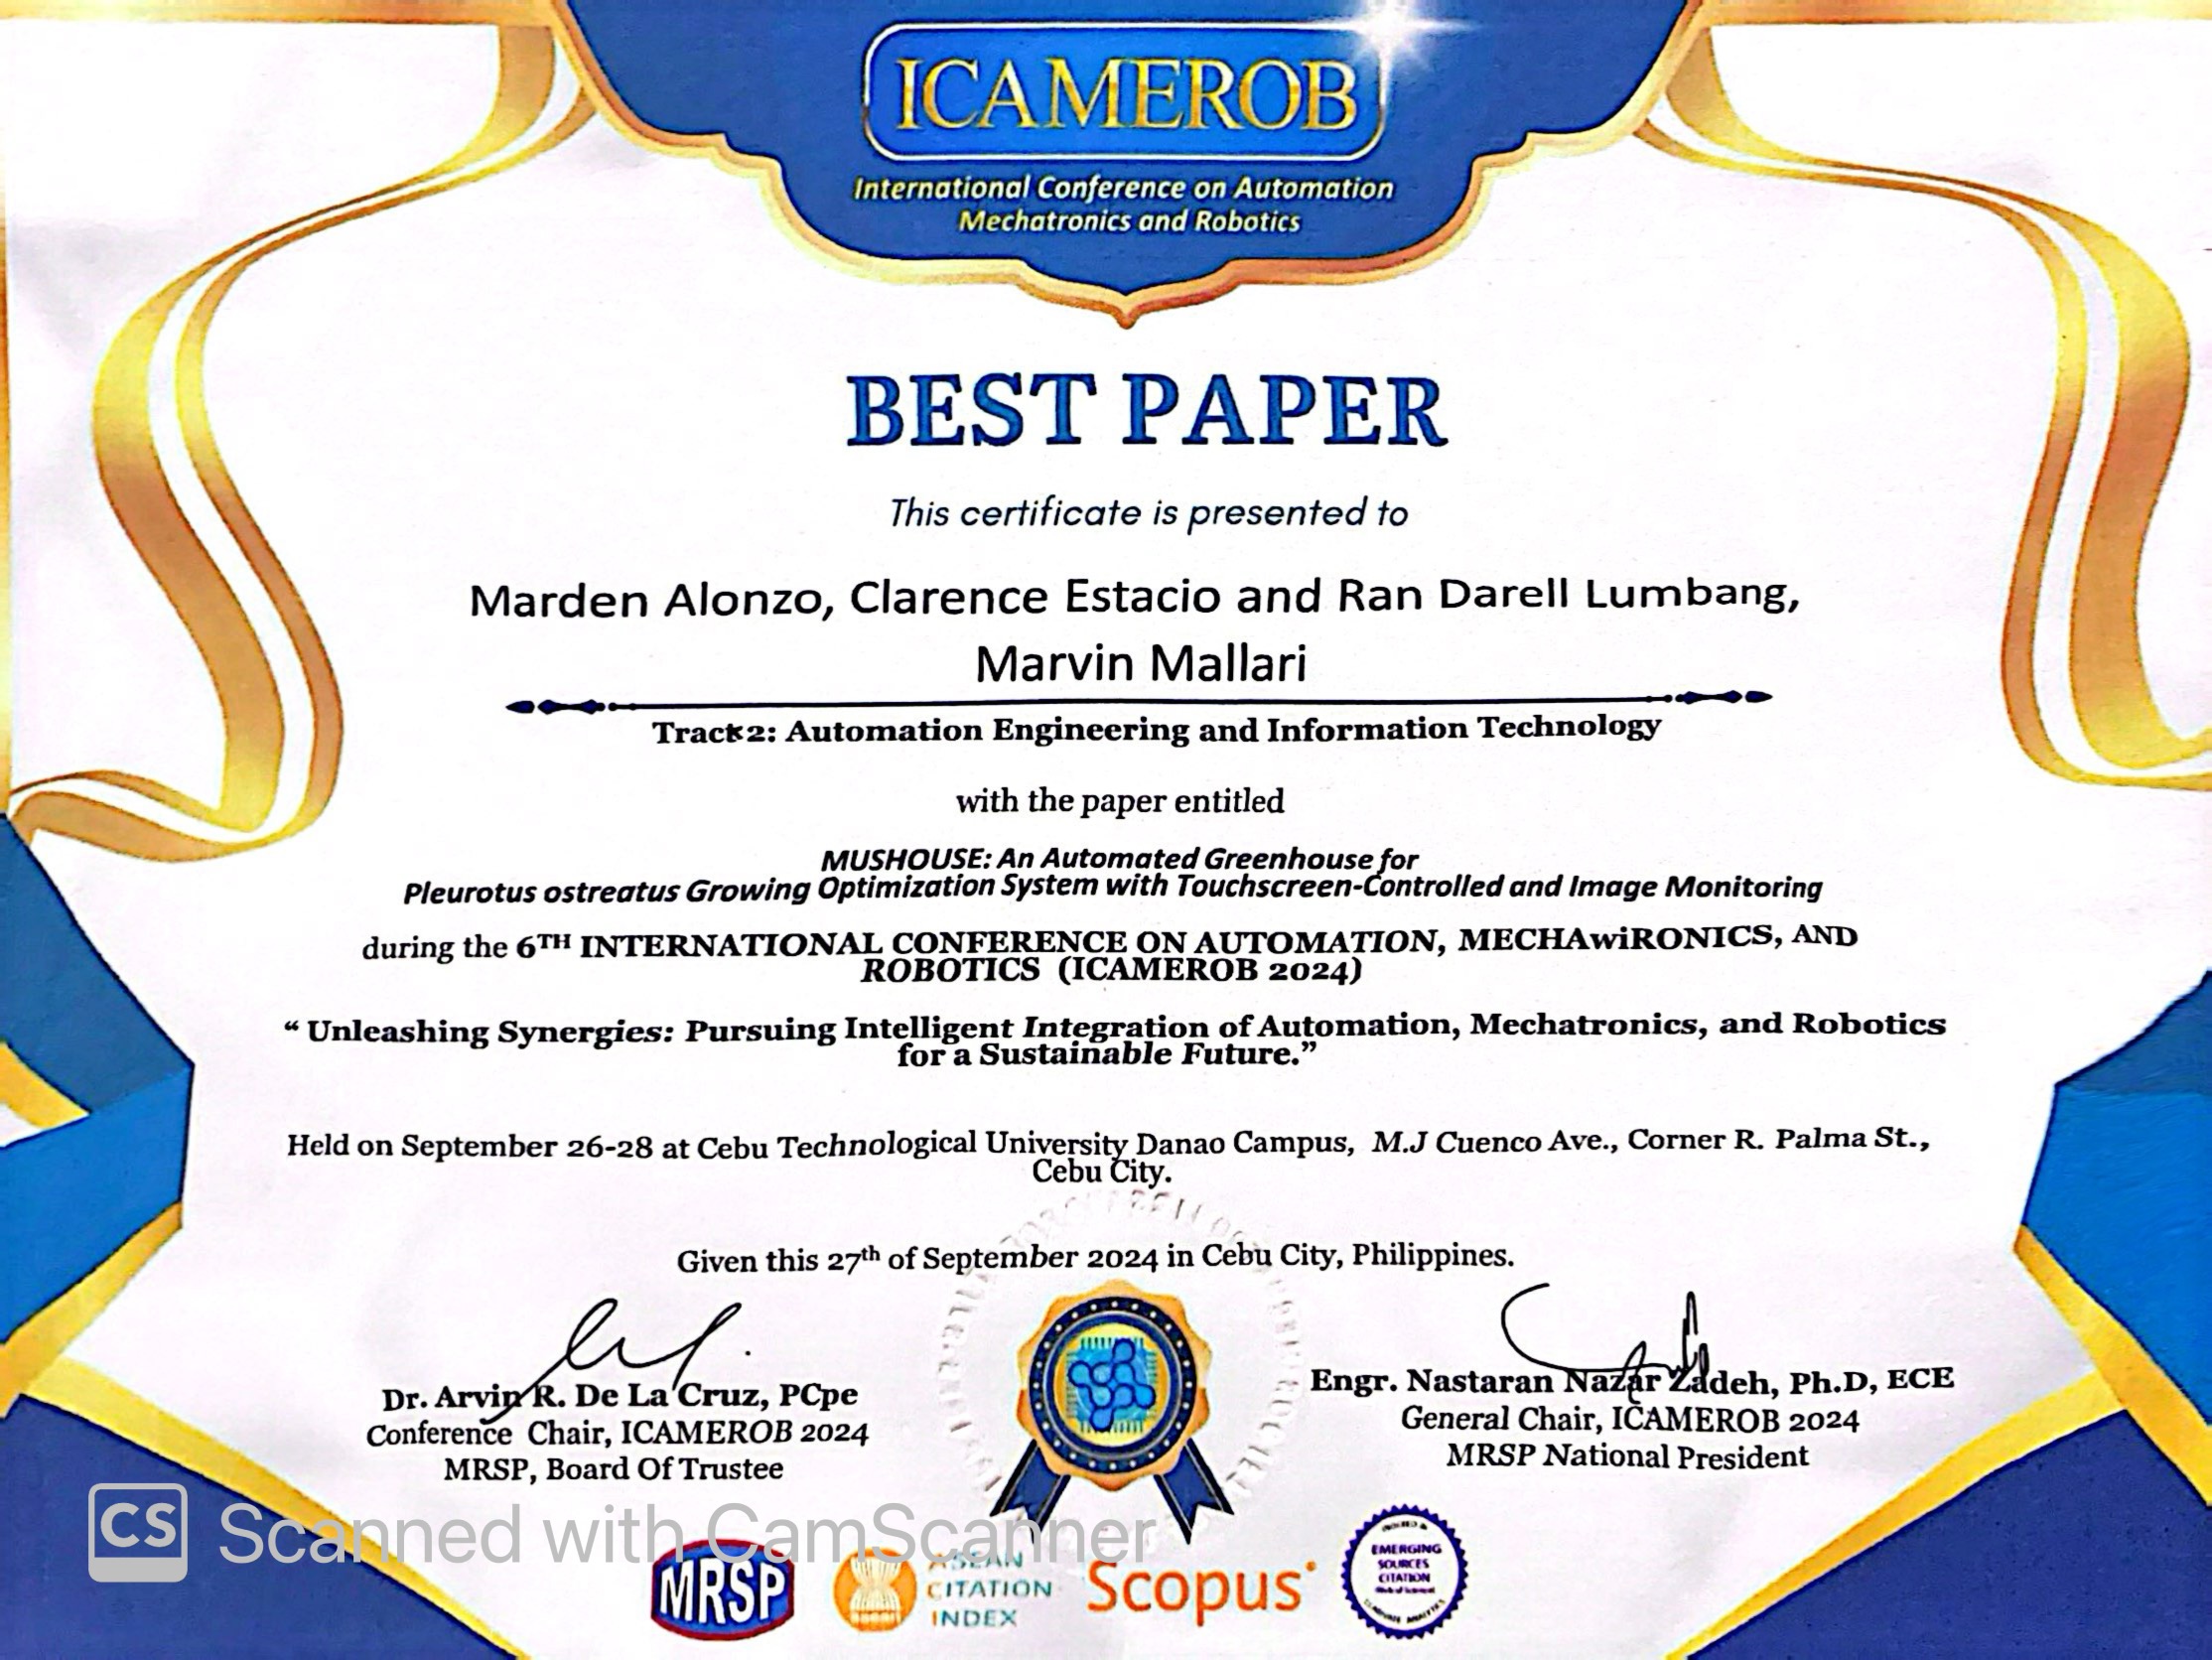 ICAMEROB
International Conference on Automation
Mechatronics and Robotics
BEST PAPER
This certificate is presented to
Marden Alonzo, Clarence Estacio and Ran Darell Lumbang,
Marvin Mallari
Track 2: Automation Engineering and Information Technology
with the paper entitled
MUSHOUSE: An Automated Greenhouse for
Pleurotus ostreatus Growing Optimization System with Touchscreen-Controlled and Image Monitoring
during the 6TH INTERNATIONAL CONFERENCE ON AUTOMATION, MECHAwiRONICS, AND
ROBOTICS (ICAMEROB 2024)
“ Unleashing Synergies: Pursuing Intelligent Integration of Automation, Mechatronics, and Robotics
for a Sustainable Future.”
Held on September 26-28 at Cebu Technological University Danao Campus, M.J Cuenco Ave., Corner R. Palma St.,
Cebu City.
Given this 27th of September 2024 in Cebu City, Philippines.
Dr. Arvin R. De La Cruz, PCpe
Conference Chair, ICAMEROB 2024
MRSP, Board Of Trustee
Engr. Nastaran Nazar Zadeh, Ph.D, ECE
General Chair, ICAMEROB 2024
MRSP National President
CS Scanned with CamScanner
MRSP
ASEAN
CITATION
INDEX
Scopus
EMERGING
SOURCES
CITATION